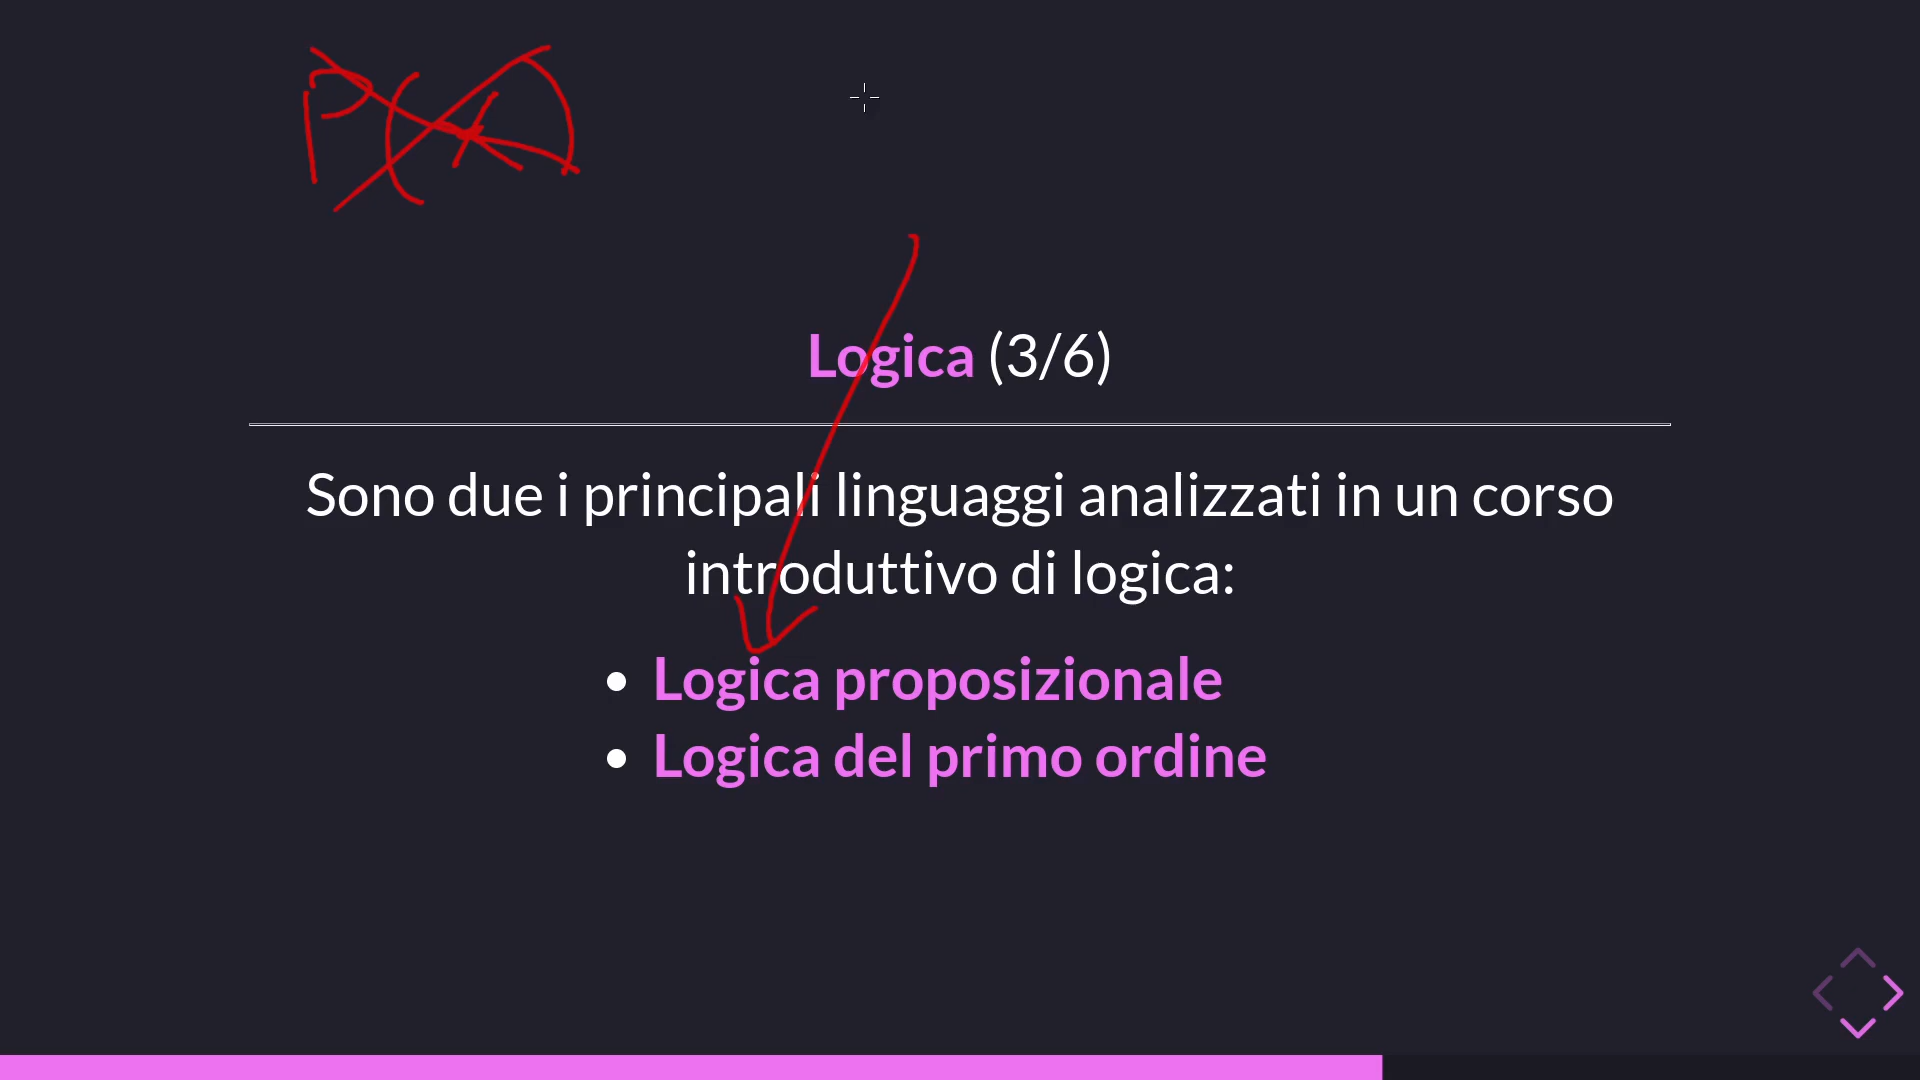 P(x)
Logica (3/6)
Sono due i principali linguaggi analizzati in un corso
introduttivo di logica:
• Logica proposizionale
• Logica del primo ordine